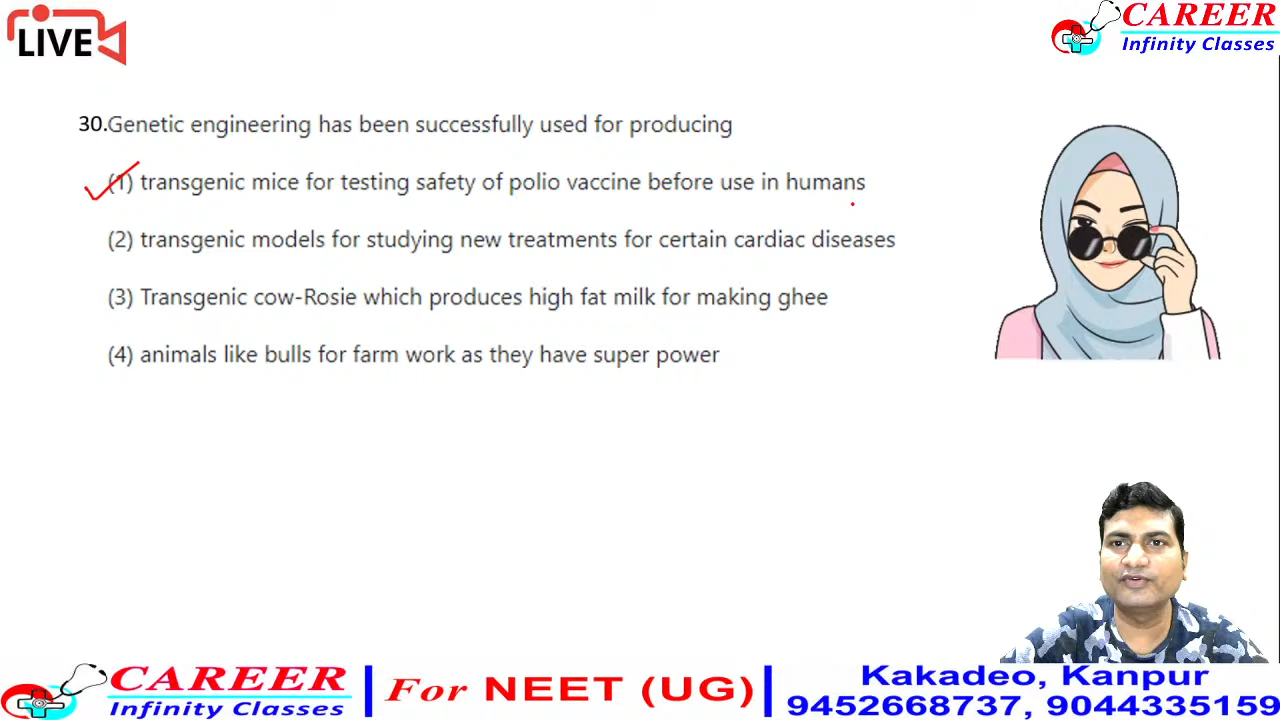 LIVE
CAREER
Infinity Classes
30.Genetic engineering has been successfully used for producing
(1) transgenic mice for testing safety of polio vaccine before use in humans
(2) transgenic models for studying new treatments for certain cardiac diseases
(3) Transgenic cow-Rosie which produces high fat milk for making ghee
(4) animals like bulls for farm work as they have super power
CAREER
Infinity Classes
For NEET (UG)
Kakadeo, Kanpur
9452668737, 9044335159